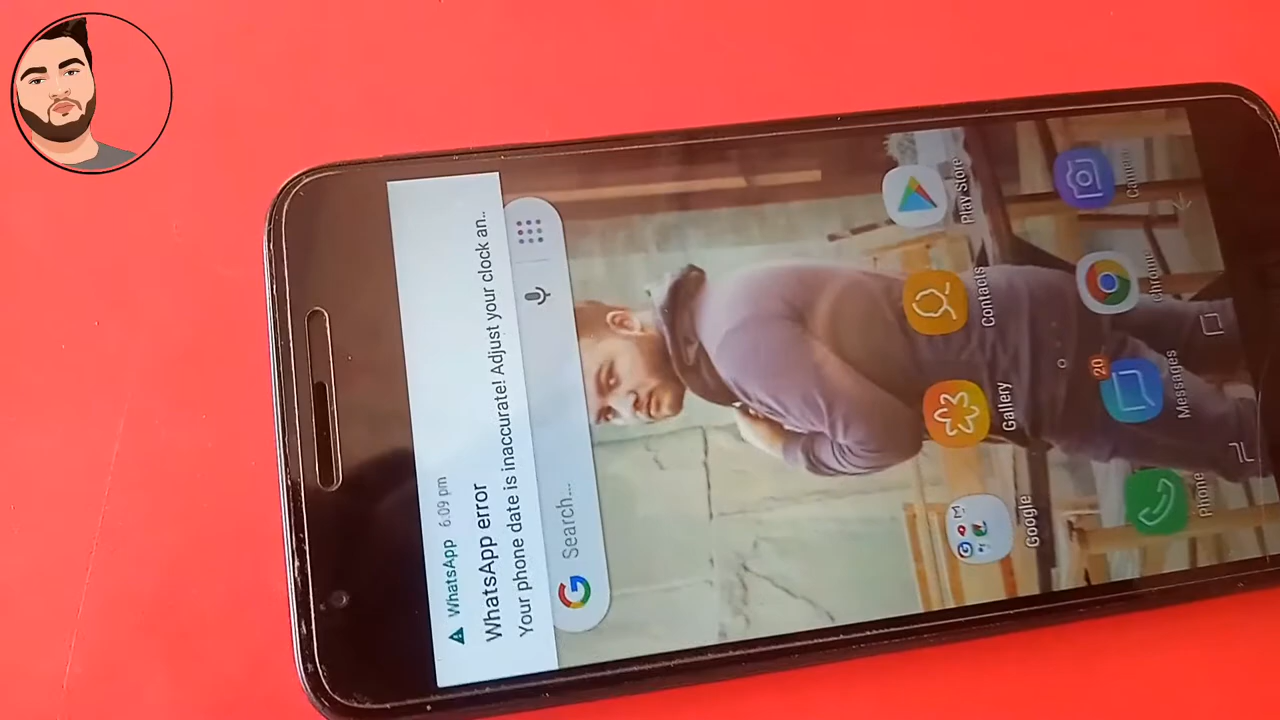 WhatsApp 6:09 pm
WhatsApp error
Your phone date is inaccurate! Adjust your clock an..
G Search...
Google
Gallery
Contacts
Play Store
Phone
20
Messages
Chrome
Camera